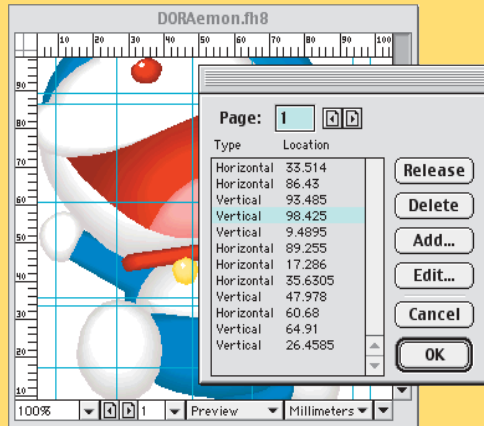 DORAemon.fh8
10 20 30 40 50 60 70 80 90 100
90
80
70
60
50
40
30
20
10
Page: 1
Type Location
Horizontal 33.514
Horizontal 86.43
Vertical 93.485
Vertical 98.425
Vertical 9.4895
Horizontal 89.255
Horizontal 17.286
Horizontal 35.6305
Vertical 47.978
Horizontal 60.68
Vertical 64.91
Vertical 26.4585
Release
Delete
Add...
Edit...
Cancel
OK
100% 1 Preview Millimeters